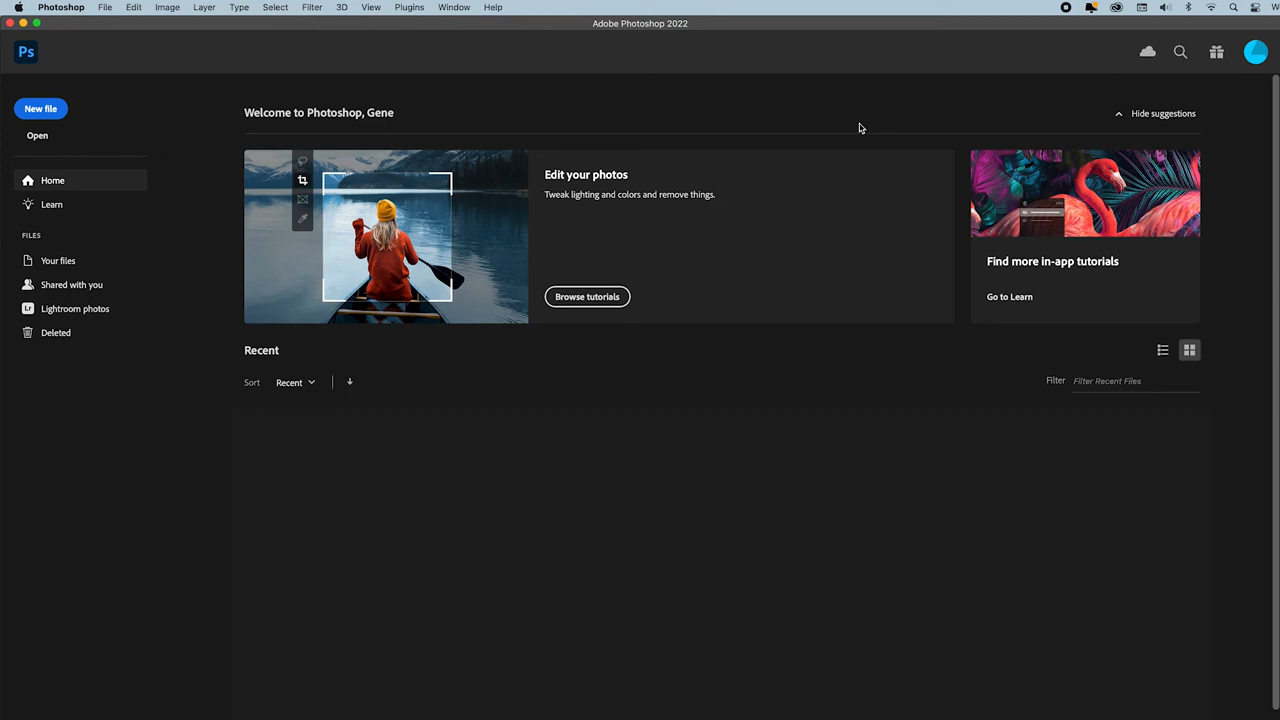 Photoshop File Edit Image Layer Type Select Filter 3D View Plugins Window Help W
Adobe Photoshop 2022
Ps
New file
Open
Home
Learn
FILES
Your files
Shared with you
Lr Lightroom photos
Deleted
Welcome to Photoshop, Gene
Hide suggestions
Edit your photos
Tweak lighting and colors and remove things.
Browse tutorials
Find more in-app tutorials
Go to Learn
Recent
Sort Recent
Filter Filter Recent Files